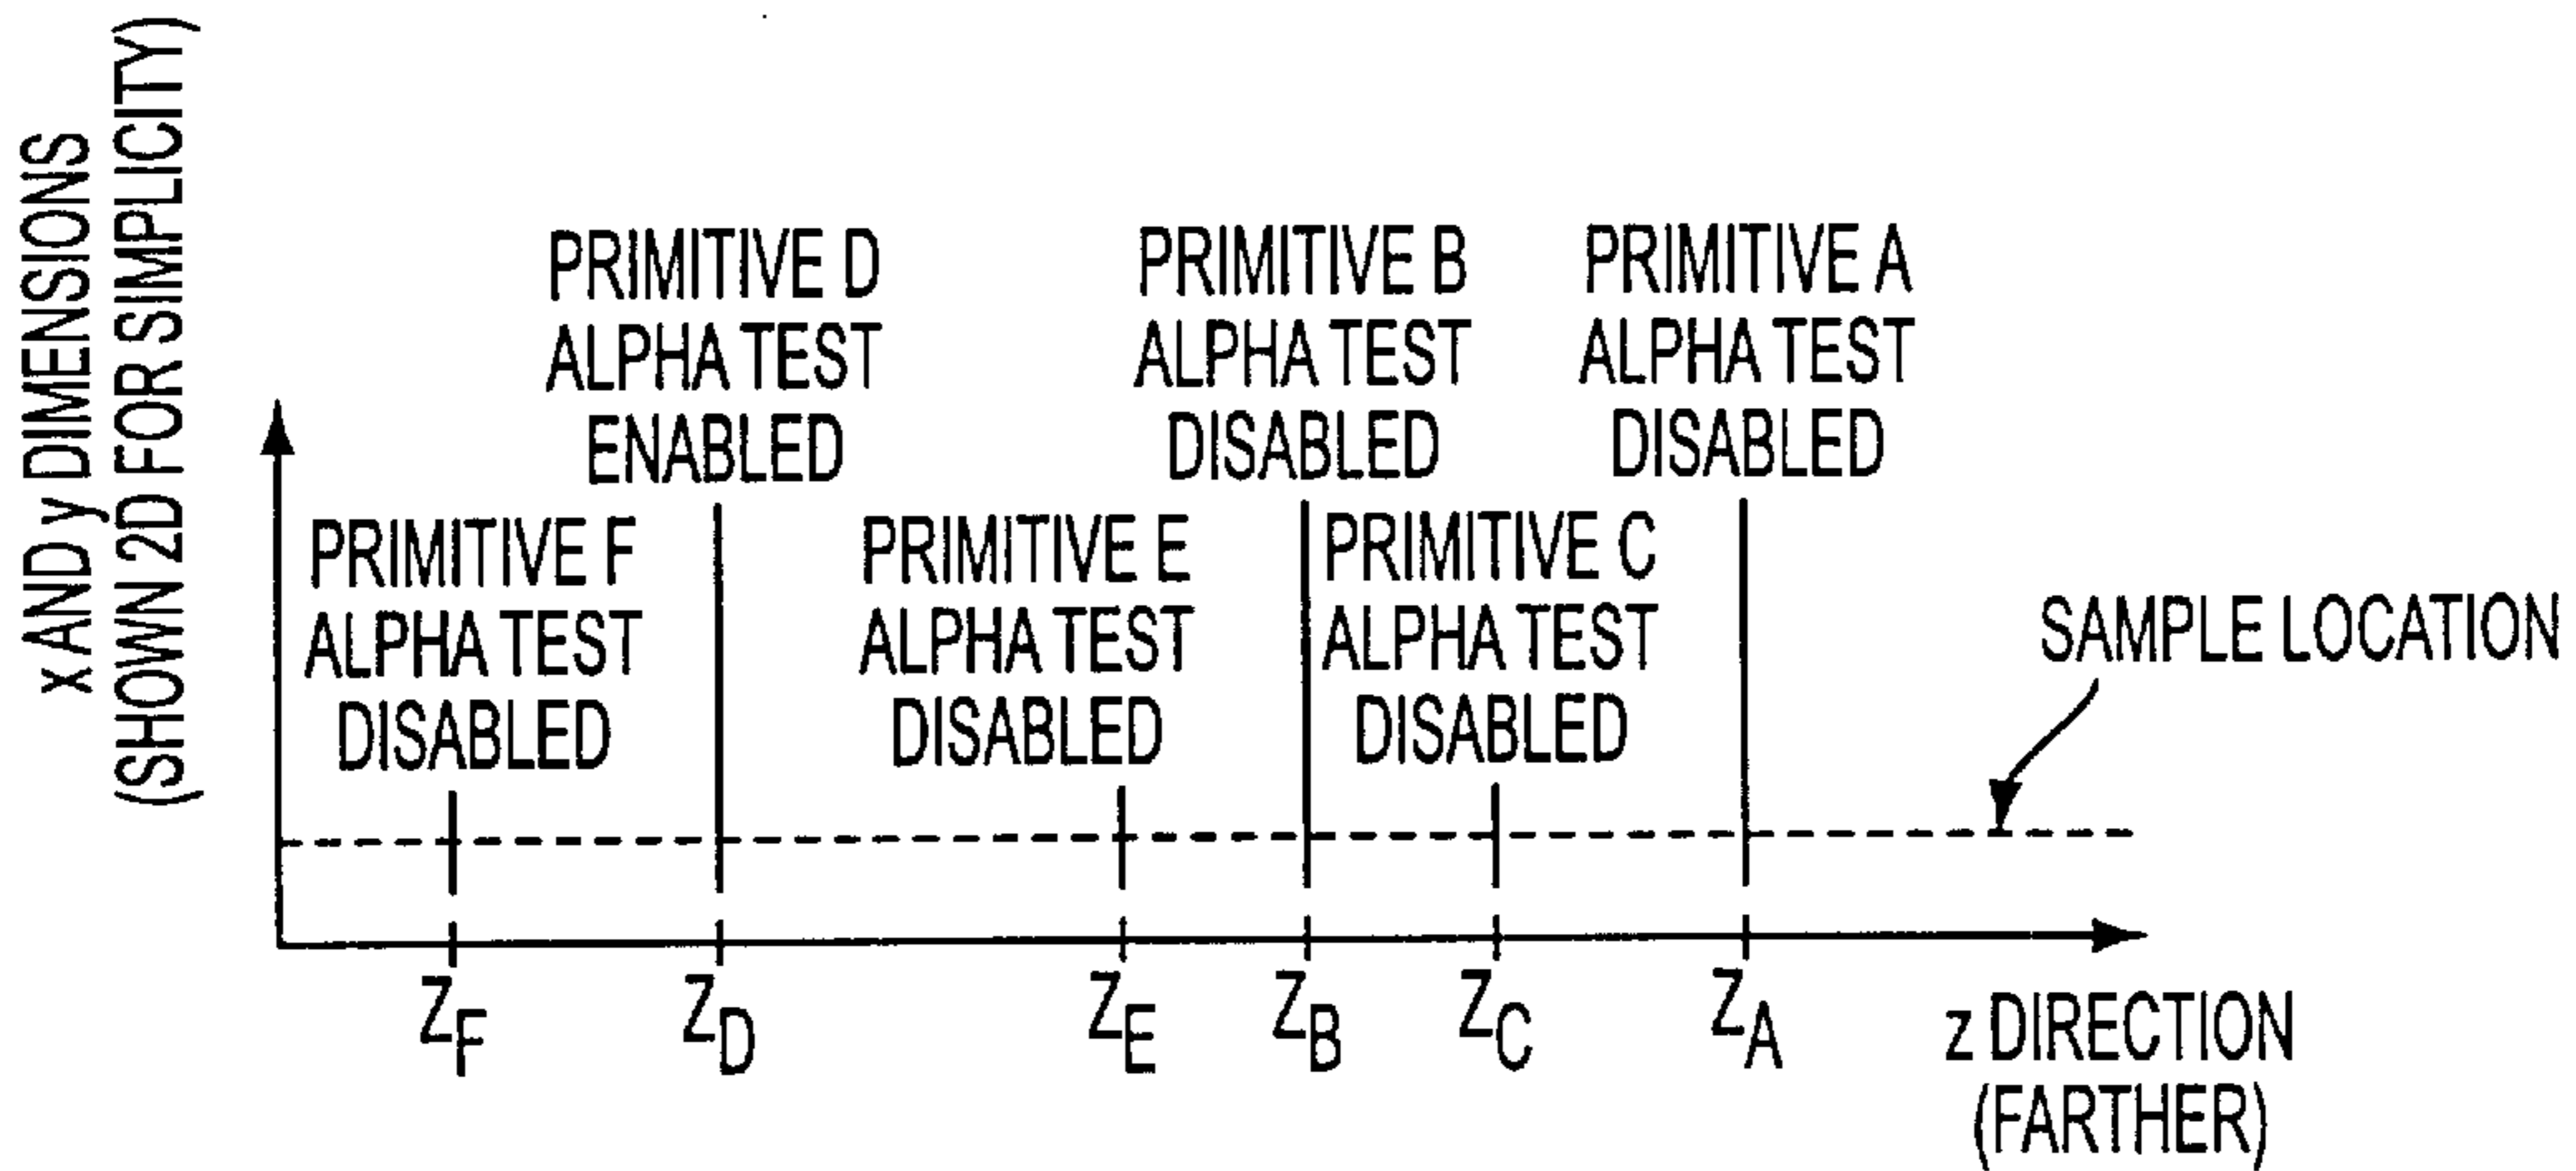 x AND y DIMENSIONS
(SHOWN 2D FOR SIMPLICITY)
PRIMITIVE D
ALPHA TEST
ENABLED
PRIMITIVE B
ALPHA TEST
DISABLED
PRIMITIVE A
ALPHA TEST
DISABLED
PRIMITIVE F
ALPHA TEST
DISABLED
PRIMITIVE E
ALPHA TEST
DISABLED
PRIMITIVE C
ALPHA TEST
DISABLED
SAMPLE LOCATION
ZF
ZD
ZE
ZB
ZC
ZA
z DIRECTION
(FARTHER)